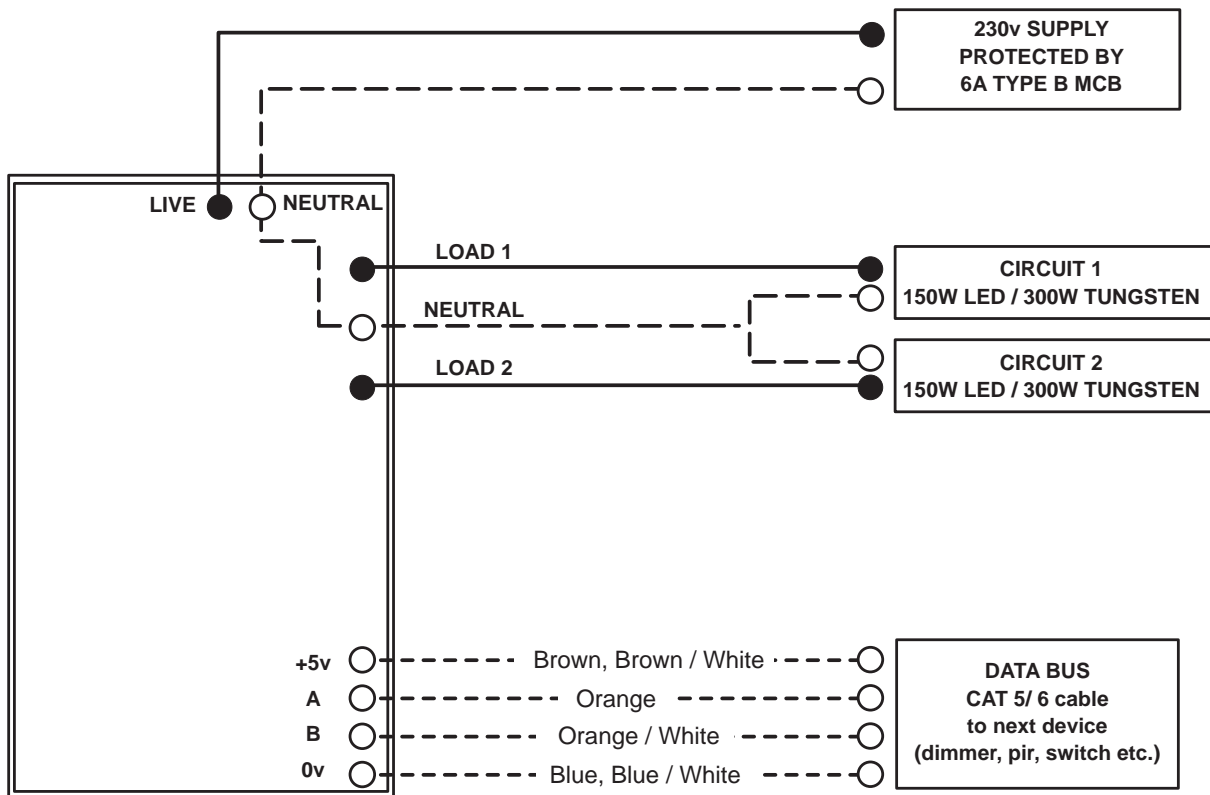 230v SUPPLY
PROTECTED BY
6A TYPE B MCB
LIVE
NEUTRAL
LOAD 1
CIRCUIT 1
150W LED / 300W TUNGSTEN
NEUTRAL
LOAD 2
CIRCUIT 2
150W LED / 300W TUNGSTEN
+5v
Brown, Brown / White
A
Orange
B
Orange / White
0v
Blue, Blue / White
DATA BUS
CAT 5/ 6 cable
to next device
(dimmer, pir, switch etc.)